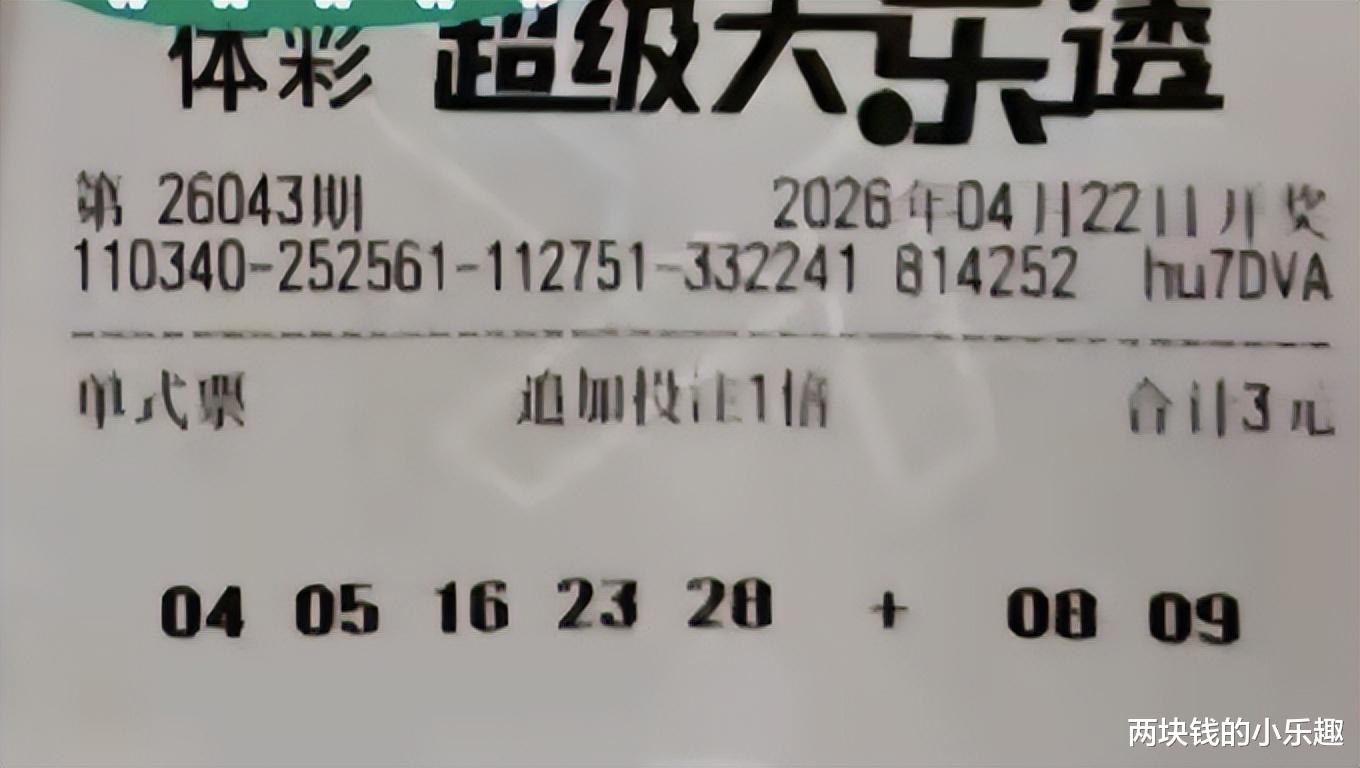 体彩 超级大乐透
第 26043期 2026年04月22日开奖
110340-252561-112751-332241 814252 hu7DVA
单式票 追加投注1倍 合计3元
04 05 16 23 28 + 08 09
两块钱的小乐趣